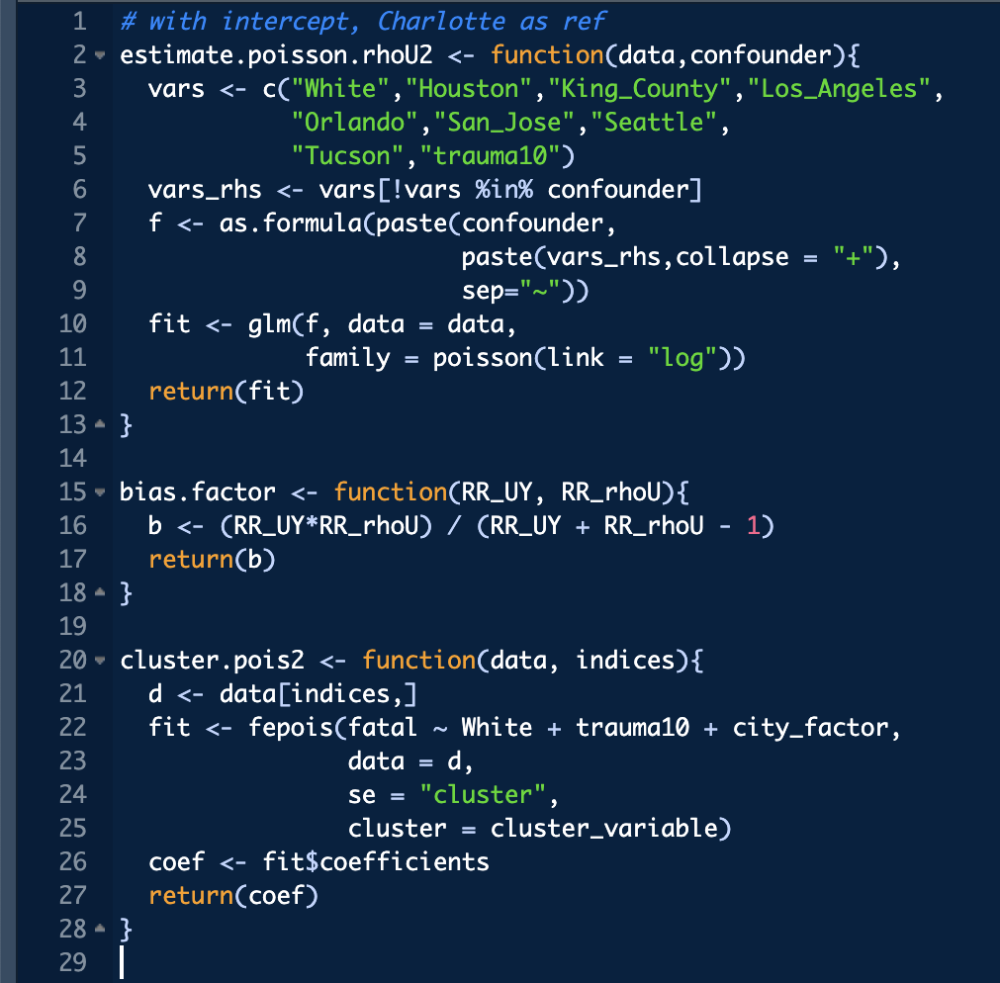 1 # with intercept, Charlotte as ref
2 estimate.poisson.rhoU2 <- function(data,confounder){
3   vars <- c("White","Houston","King_County","Los_Angeles",
4             "Orlando","San_Jose","Seattle",
5             "Tucson","trauma10")
6   vars_rhs <- vars[!vars %in% confounder]
7   f <- as.formula(paste(confounder,
8                         paste(vars_rhs,collapse = "+"),
9                         sep="~"))
10   fit <- glm(f, data = data,
11              family = poisson(link = "log"))
12   return(fit)
13 }
14
15 bias.factor <- function(RR_UY, RR_rhoU){
16   b <- (RR_UY*RR_rhoU) / (RR_UY + RR_rhoU - 1)
17   return(b)
18 }
19
20 cluster.pois2 <- function(data, indices){
21   d <- data[indices,]
22   fit <- fepois(fatal ~ White + trauma10 + city_factor,
23                 data = d,
24                 se = "cluster",
25                 cluster = cluster_variable)
26   coef <- fit$coefficients
27   return(coef)
28 }
29